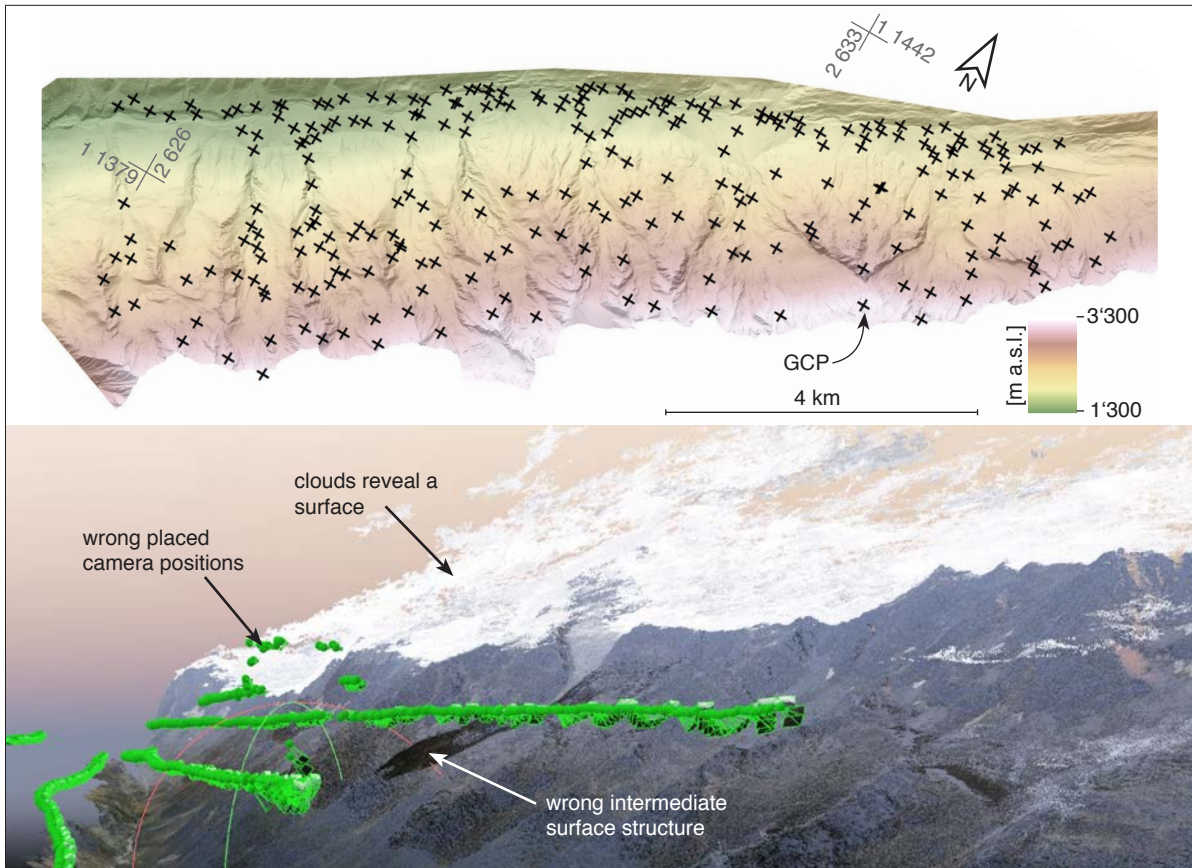 2 633
1 1442
N
1 1379
2 626
GCP
4 km
[m a.s.l.]
3‘300
1‘300
clouds reveal a
surface
wrong placed
camera positions
wrong intermediate
surface structure